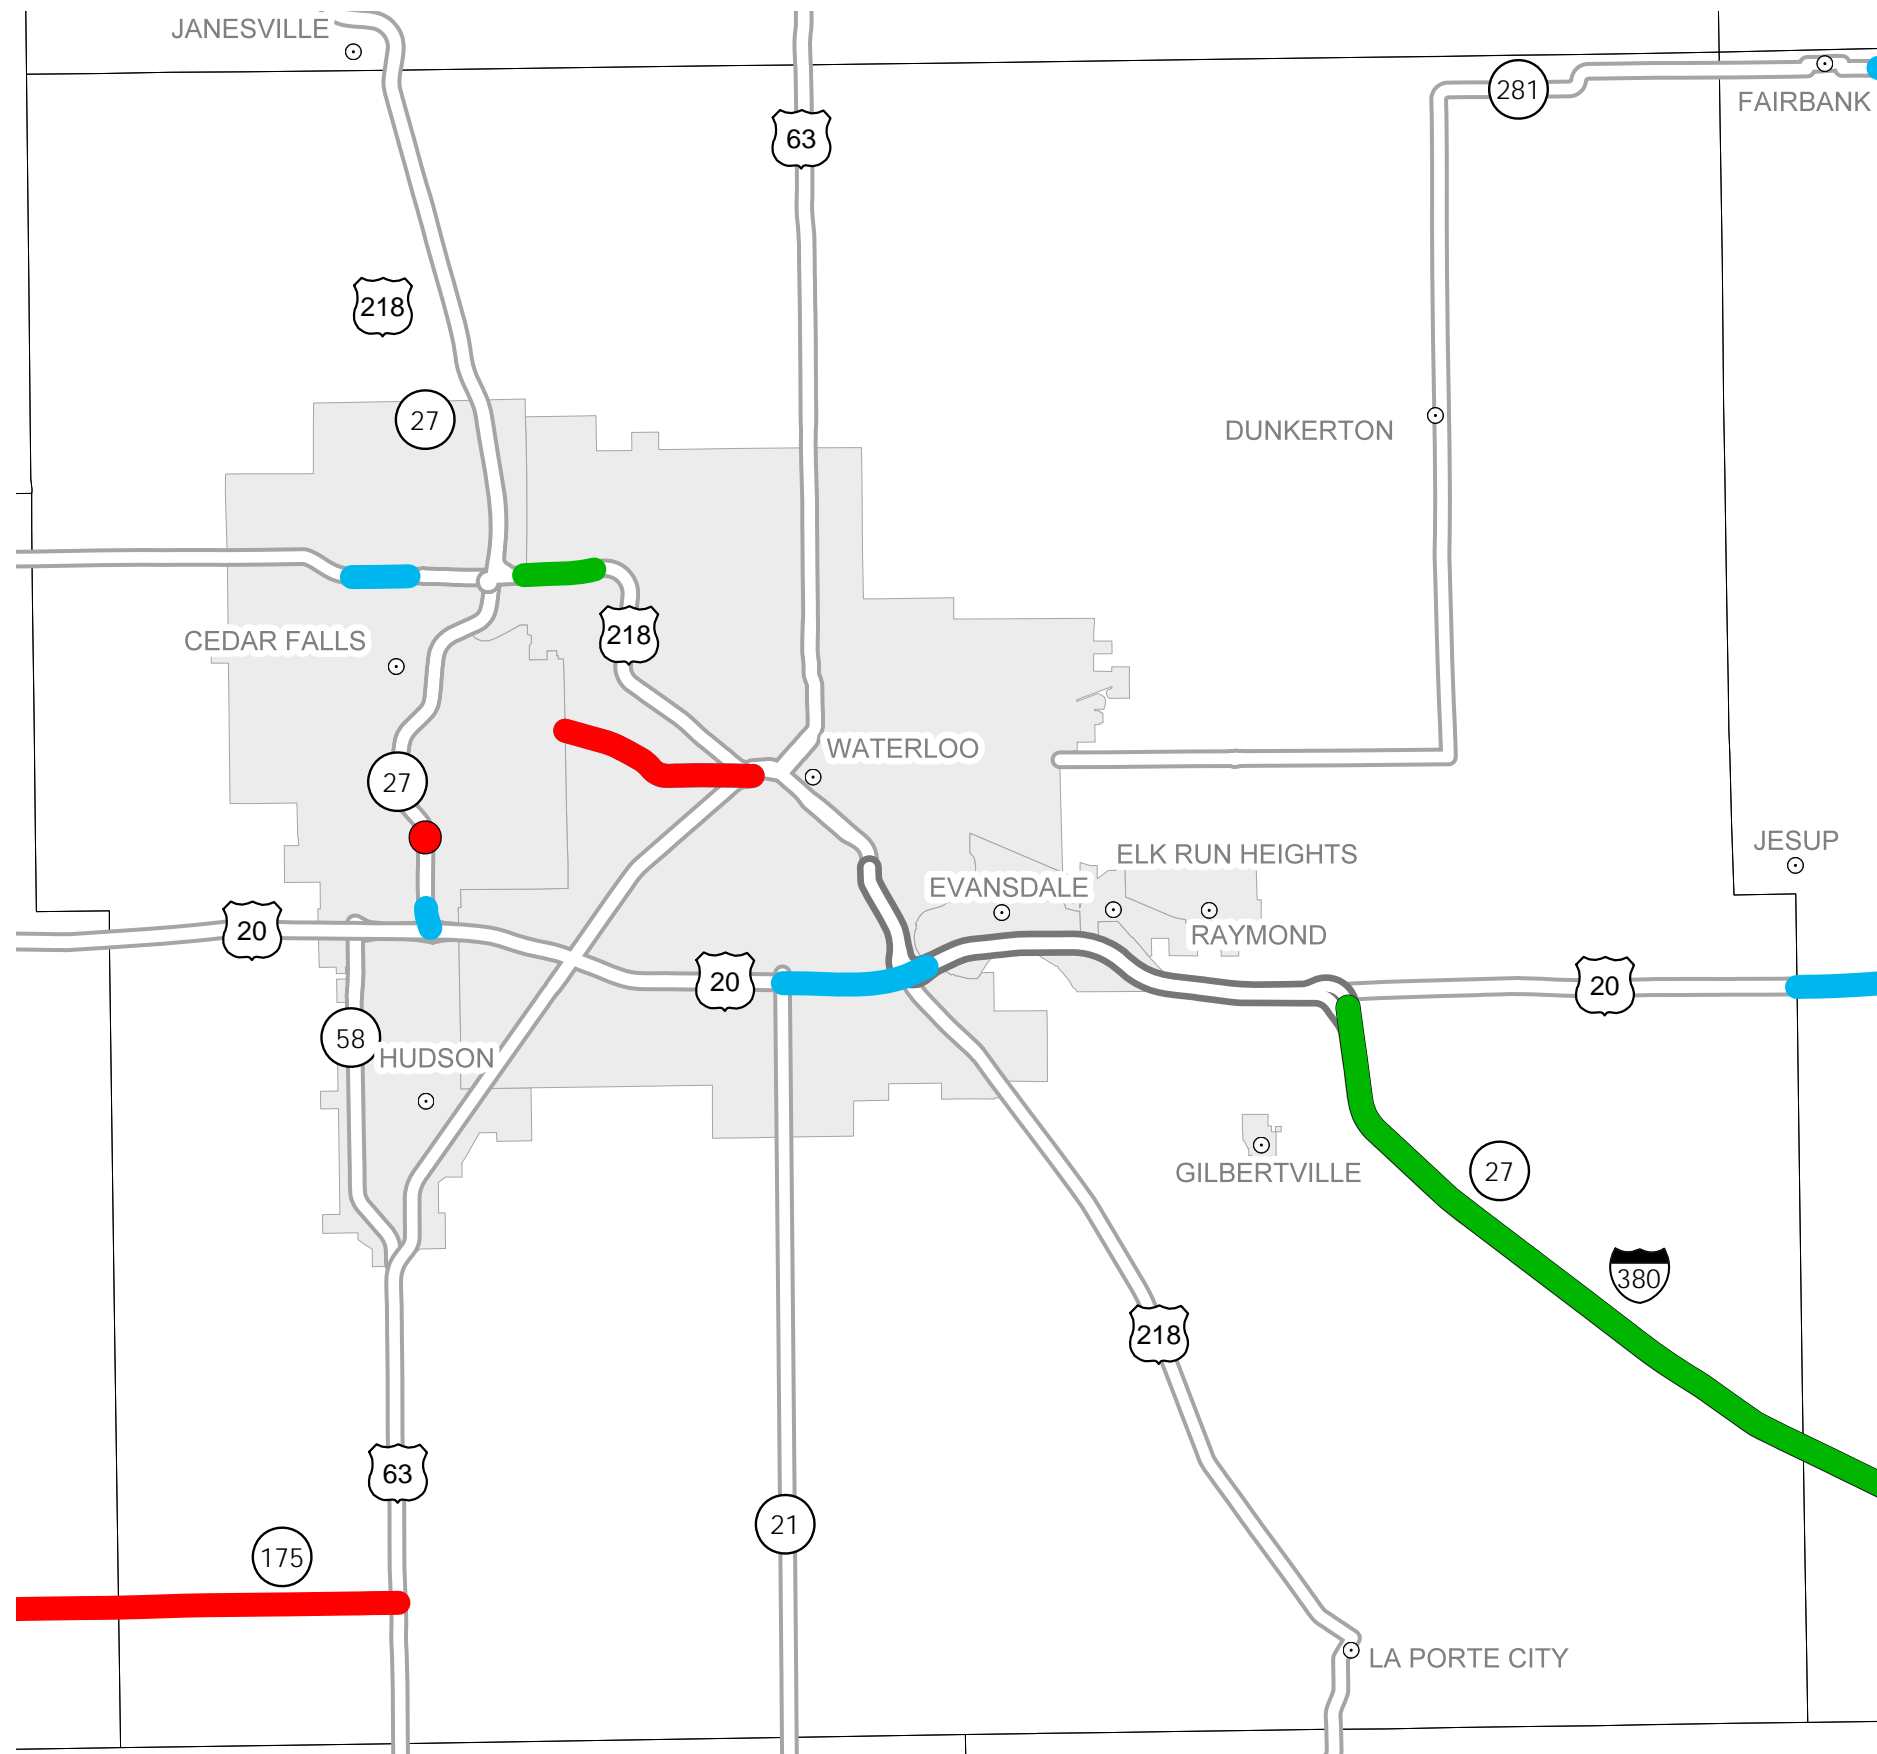 JANESVILLE
281
FAIRBANK
63
218
27
DUNKERTON
218
CEDAR FALLS
WATERLOO
27
JESUP
ELK RUN HEIGHTS
EVANSDALE
20
RAYMOND
20
20
58
HUDSON
27
GILBERTVILLE
380
218
63
21
175
LA PORTE CITY